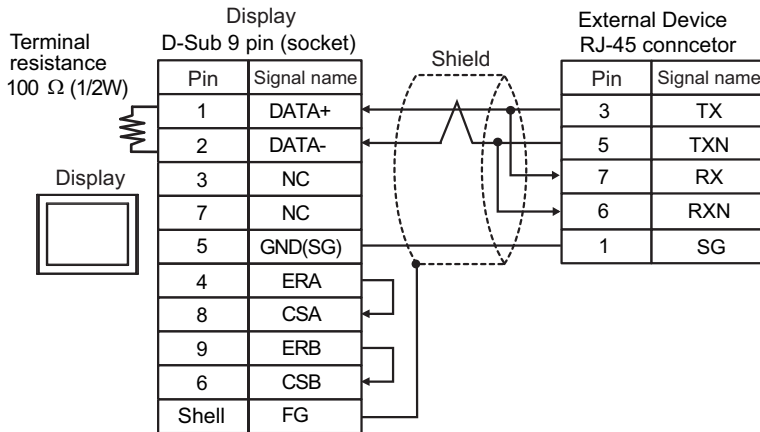 Display
D-Sub 9 pin (socket)
External Device
RJ-45 conncetor
Terminal
resistance
100 Ω (1/2W)
Shield
Pin Signal name
1 DATA+
2 DATA-
3 NC
7 NC
5 GND(SG)
4 ERA
8 CSA
9 ERB
6 CSB
Shell FG
Display
Pin Signal name
3 TX
5 TXN
7 RX
6 RXN
1 SG